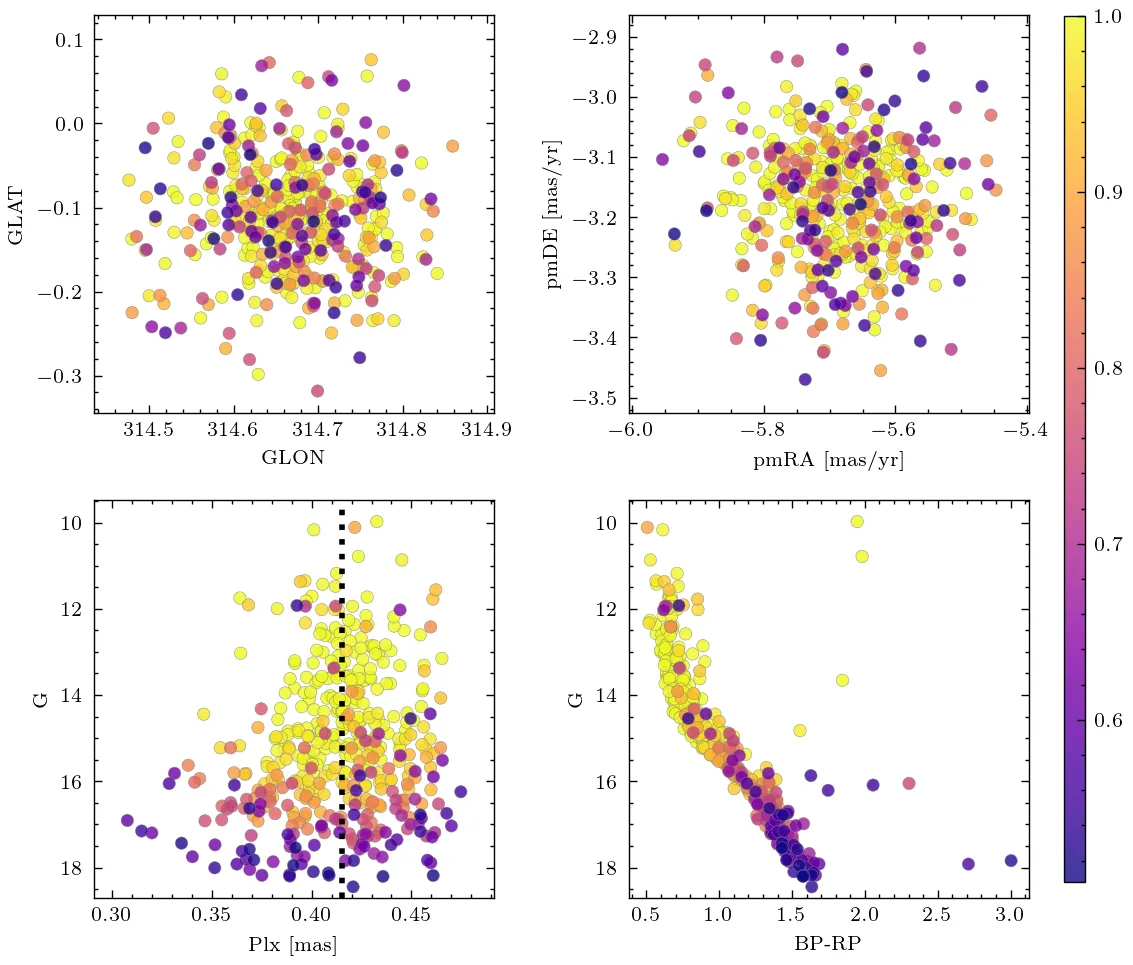 0.1
0.0
−0.1
−0.2
−0.3
GLAT
314.5 314.6 314.7 314.8 314.9
GLON
−2.9
−3.0
−3.1
−3.2
−3.3
−3.4
−3.5
pmDE [mas/yr]
−6.0 −5.8 −5.6 −5.4
pmRA [mas/yr]
1.0
0.9
0.8
0.7
0.6
10
12
14
16
18
G
0.30 0.35 0.40 0.45
Plx [mas]
10
12
14
16
18
G
0.5 1.0 1.5 2.0 2.5 3.0
BP-RP